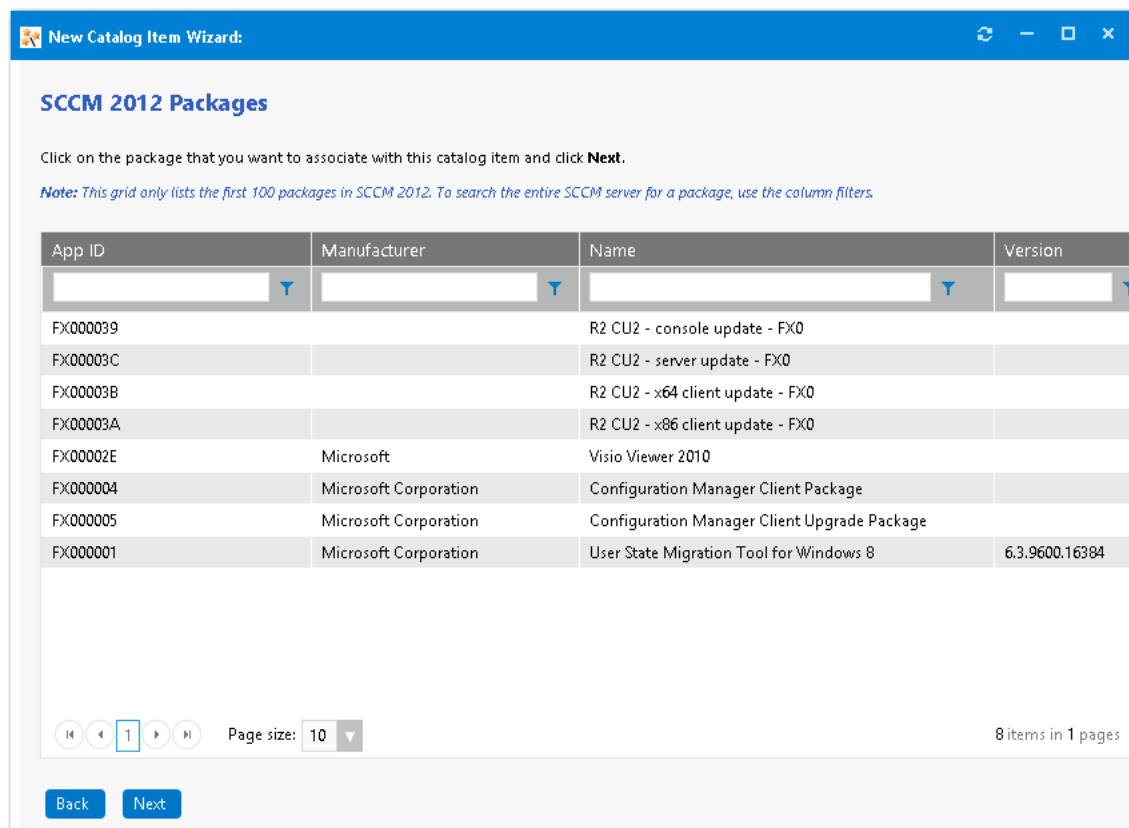 New Catalog Item Wizard:
SCCM 2012 Packages
Click on the package that you want to associate with this catalog item and click Next.
Note: This grid only lists the first 100 packages in SCCM 2012. To search the entire SCCM server for a package, use the column filters.
App ID Manufacturer Name Version
FX000039 R2 CU2 - console update - FX0
FX00003C R2 CU2 - server update - FX0
FX00003B R2 CU2 - x64 client update - FX0
FX00003A R2 CU2 - x86 client update - FX0
FX00002E Microsoft Visio Viewer 2010
FX000004 Microsoft Corporation Configuration Manager Client Package
FX000005 Microsoft Corporation Configuration Manager Client Upgrade Package
FX000001 Microsoft Corporation User State Migration Tool for Windows 8 6.3.9600.16384
1 Page size: 10 8 items in 1 pages
Back Next